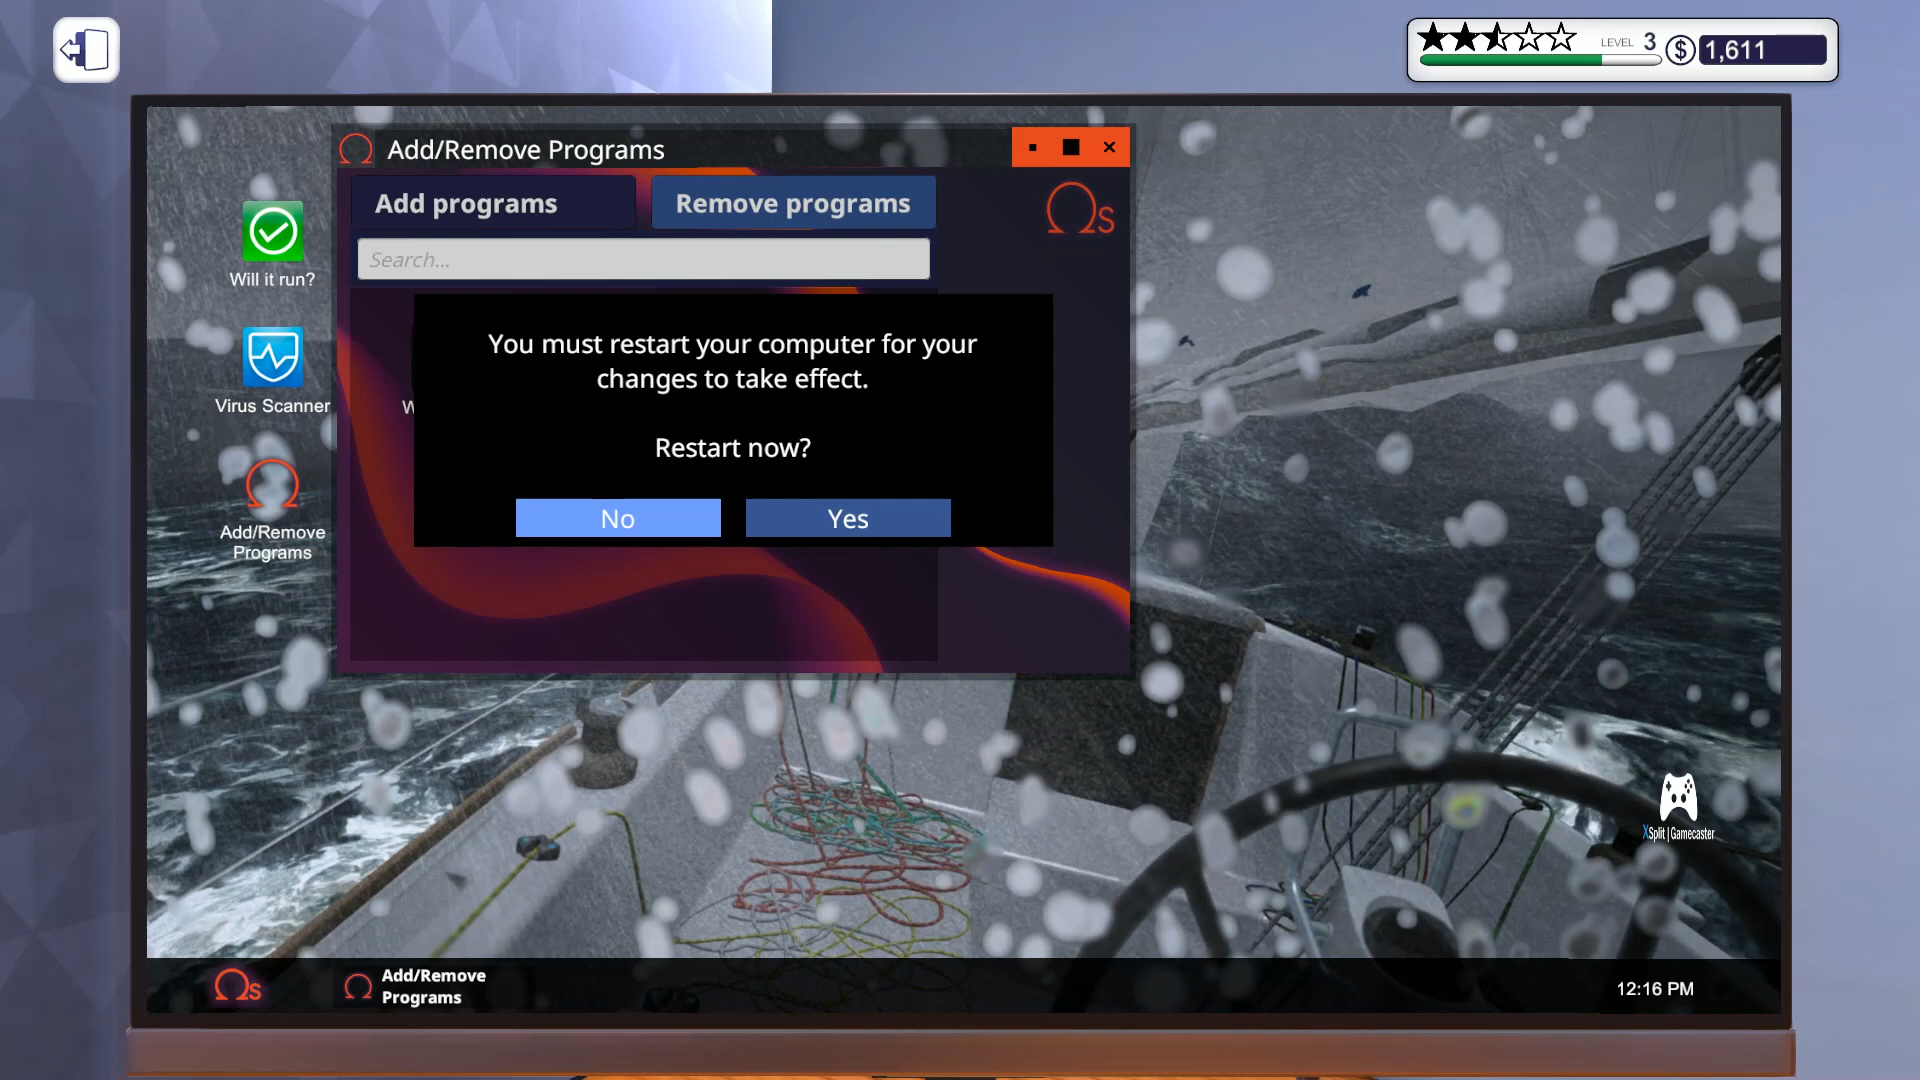 LEVEL 3
$ 1,611
Add/Remove Programs
Add programs
Remove programs
Ωs
Search...
Will it run?
You must restart your computer for your
changes to take effect.
Restart now?
No
Yes
Virus Scanner
W
Add/Remove
Programs
XSplit | Gamecaster
Ωs
Add/Remove
Programs
12:16 PM